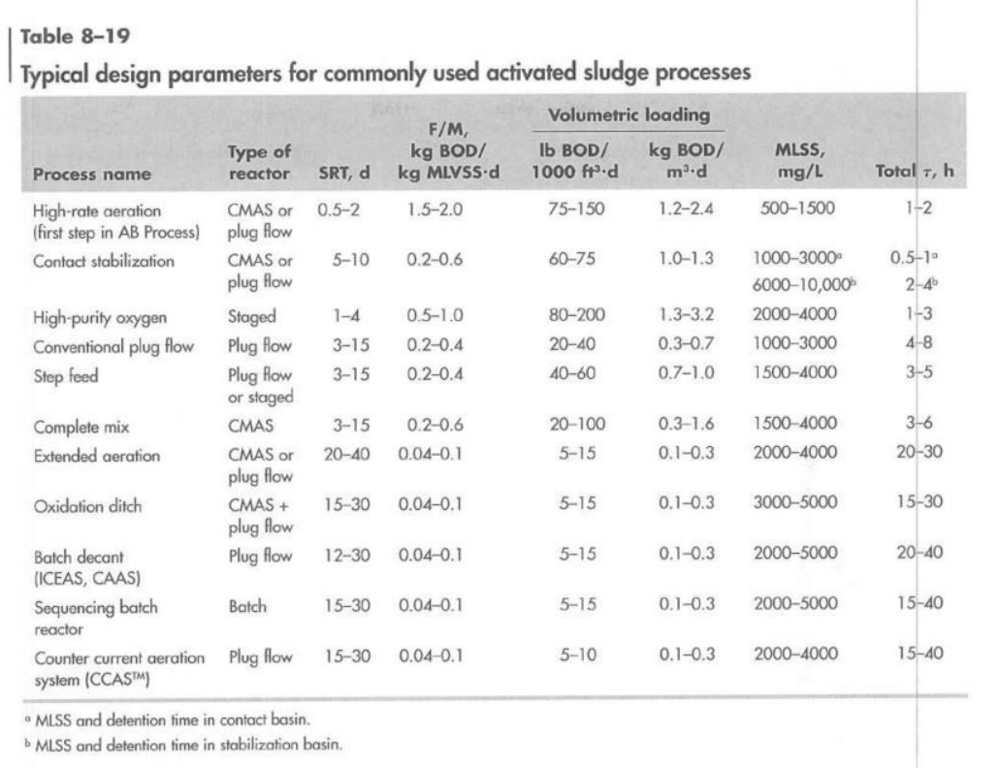 Table 8–19
Typical design parameters for commonly used activated sludge processes
Volumetric loading
F/M,
Type of kg BOD/ lb BOD/ kg BOD/ MLSS,
Process name reactor SRT, d kg MLVSS·d 1000 ft³·d m³·d mg/L Total τ, h
High-rate aeration CMAS or 0.5–2 1.5–2.0 75–150 1.2–2.4 500–1500 1–2
(first step in AB Process) plug flow
Contact stabilization CMAS or 5–10 0.2–0.6 60–75 1.0–1.3 1000–3000ᵃ 0.5–1ᵃ
plug flow 6000–10,000ᵇ 2–4ᵇ
High-purity oxygen Staged 1–4 0.5–1.0 80–200 1.3–3.2 2000–4000 1–3
Conventional plug flow Plug flow 3–15 0.2–0.4 20–40 0.3–0.7 1000–3000 4–8
Step feed Plug flow 3–15 0.2–0.4 40–60 0.7–1.0 1500–4000 3–5
or staged
Complete mix CMAS 3–15 0.2–0.6 20–100 0.3–1.6 1500–4000 3–6
Extended aeration CMAS or 20–40 0.04–0.1 5–15 0.1–0.3 2000–4000 20–30
plug flow
Oxidation ditch CMAS + 15–30 0.04–0.1 5–15 0.1–0.3 3000–5000 15–30
plug flow
Batch decant Plug flow 12–30 0.04–0.1 5–15 0.1–0.3 2000–5000 20–40
(ICEAS, CAAS)
Sequencing batch Batch 15–30 0.04–0.1 5–15 0.1–0.3 2000–5000 15–40
reactor
Counter current aeration Plug flow 15–30 0.04–0.1 5–10 0.1–0.3 2000–4000 15–40
system (CCAS™)
ᵃ MLSS and detention time in contact basin.
ᵇ MLSS and detention time in stabilization basin.